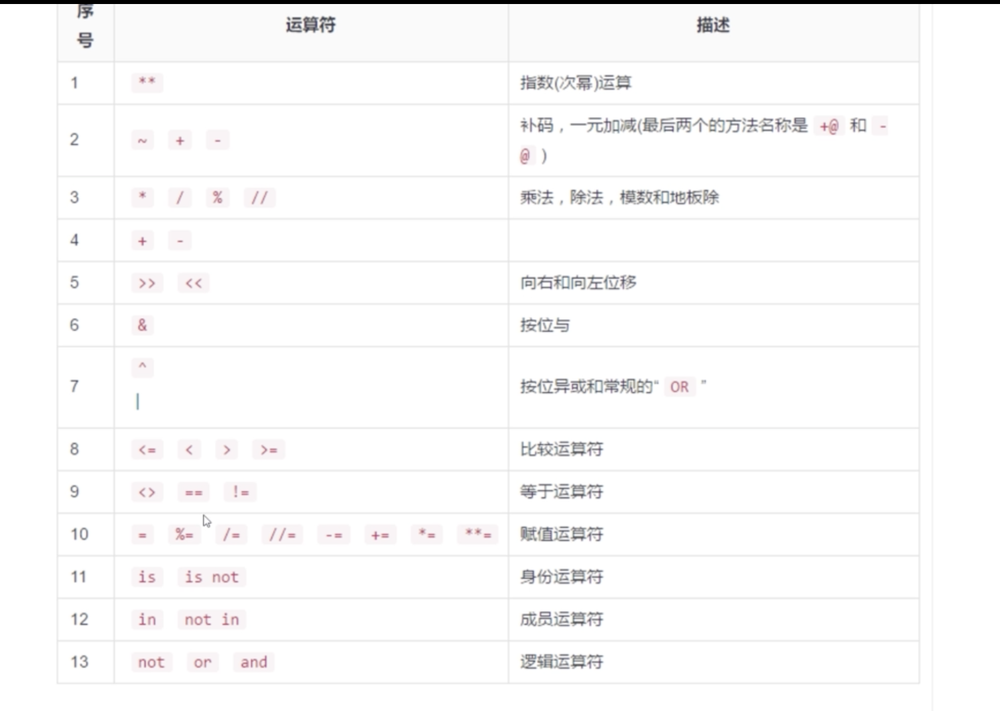 序号 运算符 描述
1 ** 指数(次幂)运算
2 ~ + - 补码，一元加减(最后两个的方法名称是 +@ 和 -
@ )
3 * / % // 乘法，除法，模数和地板除
4 + -
5 >> << 向右和向左位移
6 & 按位与
7 ^ 按位异或和常规的“ OR ”
|
8 <= < > >= 比较运算符
9 <> == != 等于运算符
10 = %= /= //= -= += *= **= 赋值运算符
11 is is not 身份运算符
12 in not in 成员运算符
13 not or and 逻辑运算符